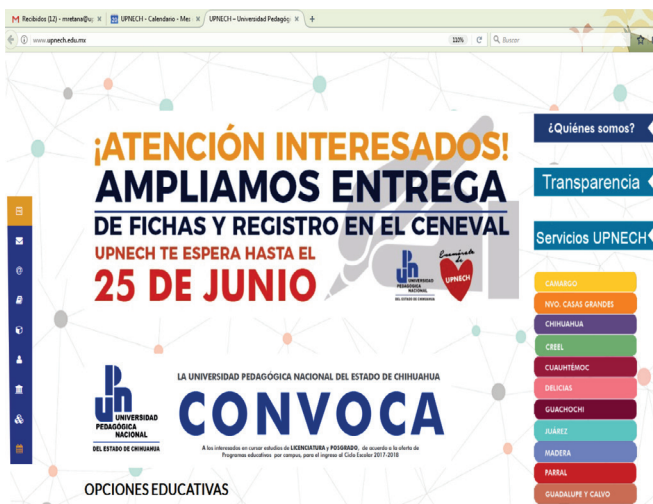 Recibidos (12) - mretana@up
UPNECH - Calendario - Mes
UPNECH – Universidad Pedagóg
www.upnech.edu.mx
110%
Buscar
¡ATENCIÓN INTERESADOS!
AMPLIAMOS ENTREGA
DE FICHAS Y REGISTRO EN EL CENEVAL
UPNECH TE ESPERA HASTA EL
25 DE JUNIO
UNIVERSIDAD
PEDAGÓGICA
NACIONAL
DEL ESTADO DE CHIHUAHUA
UPNECH
¿Quiénes somos?
Transparencia
Servicios UPNECH
CAMARGO
NVO. CASAS GRANDES
CHIHUAHUA
CREEL
CUAUHTÉMOC
DELICIAS
GUACHOCHI
JUÁREZ
MADERA
PARRAL
GUADALUPE Y CALVO
UNIVERSIDAD
PEDAGÓGICA
NACIONAL
DEL ESTADO DE CHIHUAHUA
LA UNIVERSIDAD PEDAGÓGICA NACIONAL DEL ESTADO DE CHIHUAHUA
CONVOCA
A los interesados en cursar estudios de LICENCIATURA y POSGRADO, de acuerdo a la oferta de
Programas educativos por campus, para el ingreso al Ciclo Escolar 2017-2018
OPCIONES EDUCATIVAS